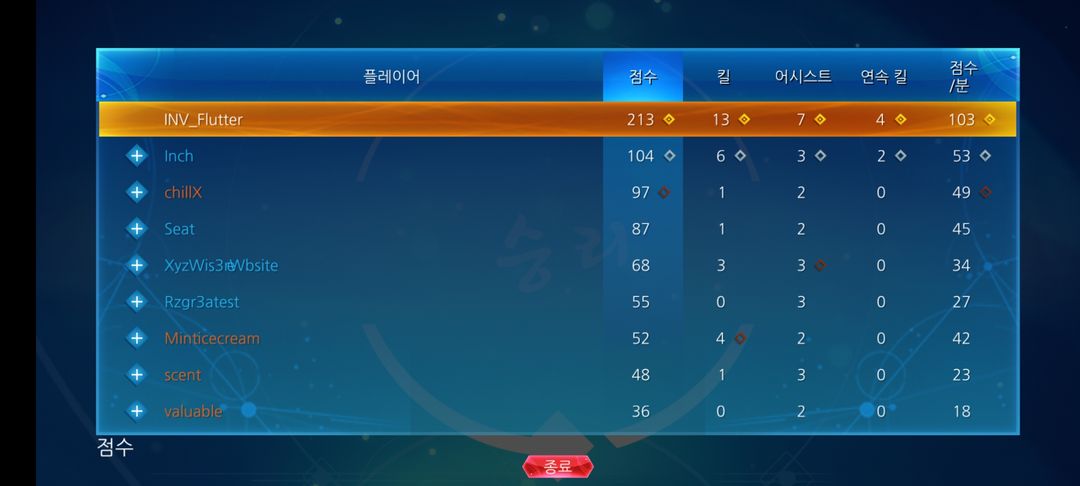 플레이어 점수 킬 어시스트 연속 킬 점수
/분
INV_Flutter 213 13 7 4 103
Inch 104 6 3 2 53
chillX 97 1 2 0 49
Seat 87 1 2 0 45
68 3 3 0 34
Rzgr3atest 55 0 3 0 27
Minticecream 52 4 2 0 42
scent 48 1 3 0 23
valuable 36 0 2 0 18
승리
점수
종료